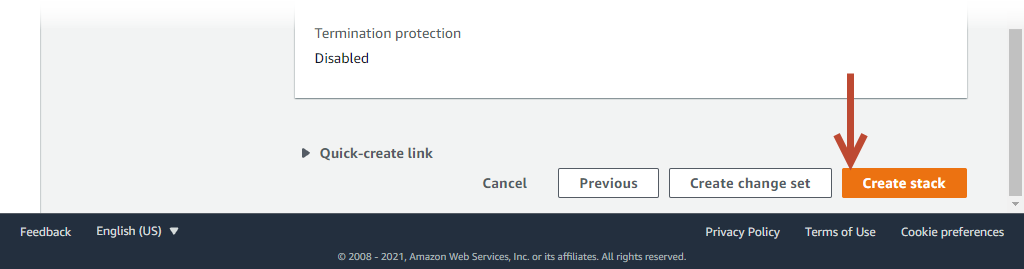 Termination protection
Disabled
Quick-create link
Cancel Previous Create change set Create stack
Feedback English (US) Privacy Policy Terms of Use Cookie preferences
© 2008 - 2021, Amazon Web Services, Inc. or its affiliates. All rights reserved.